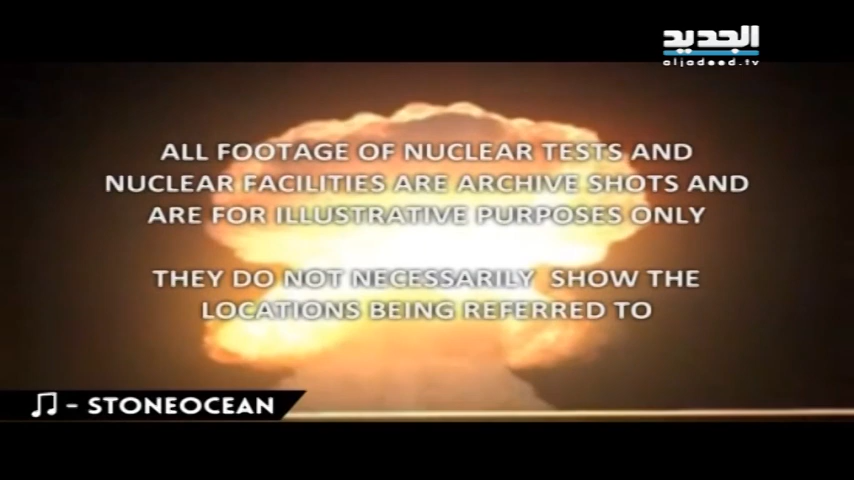 الجديد
aljadeed.tv
ALL FOOTAGE OF NUCLEAR TESTS AND
NUCLEAR FACILITIES ARE ARCHIVE SHOTS AND
ARE FOR ILLUSTRATIVE PURPOSES ONLY
THEY DO NOT NECESSARILY SHOW THE
LOCATIONS BEING REFERRED TO
- STONEOCEAN